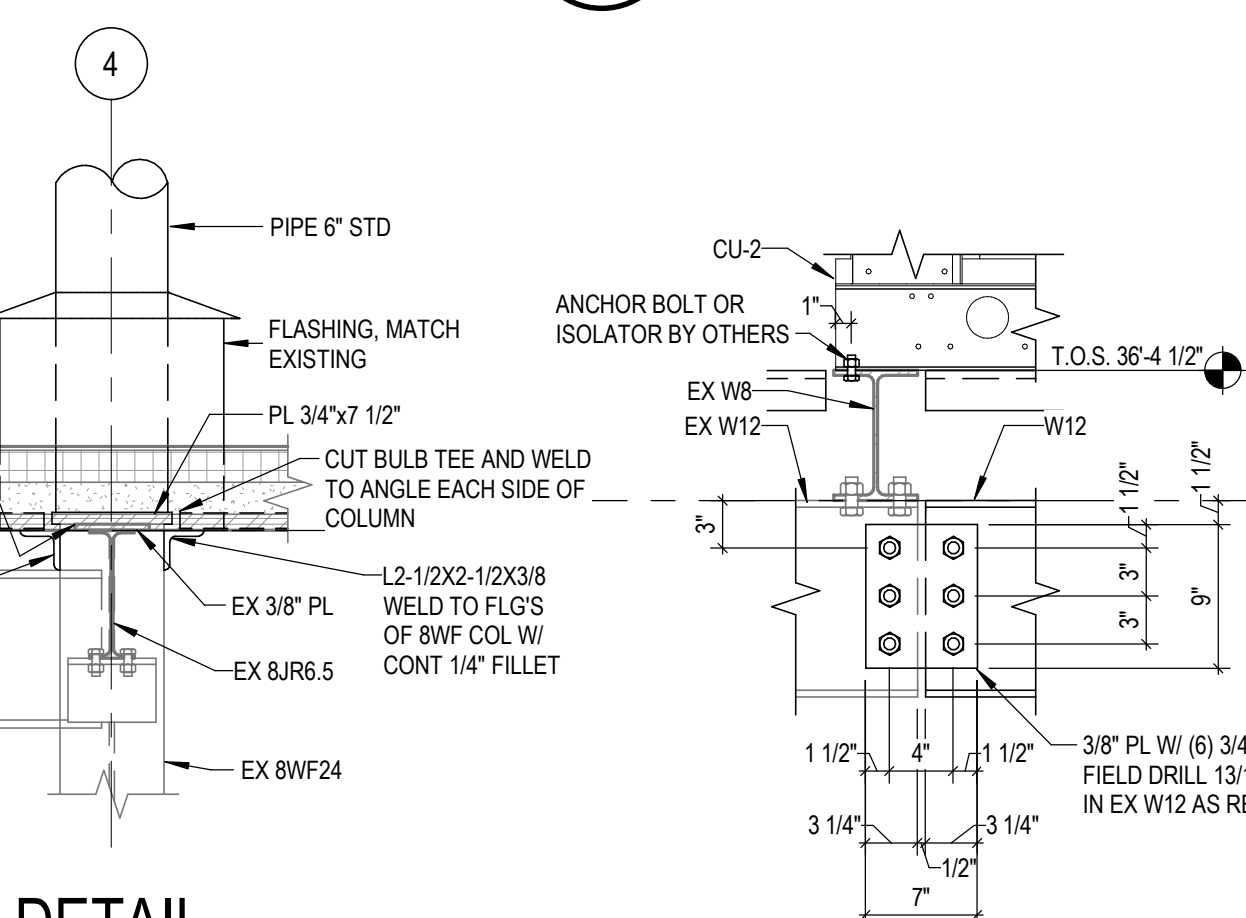 4
PIPE 6" STD
FLASHING, MATCH
EXISTING
PL 3/4"x7 1/2"
CUT BULB TEE AND WELD
TO ANGLE EACH SIDE OF
COLUMN
L2-1/2X2-1/2X3/8
WELD TO FLG'S
OF 8WF COL W/
CONT 1/4" FILLET
EX 3/8" PL
EX 8JR6.5
EX 8WF24
CU-2
ANCHOR BOLT OR
ISOLATOR BY OTHERS
1"
T.O.S. 36'-4 1/2"
EX W8
EX W12
W12
3"
1 1/2"
1 1/2"
3"
3"
9"
1 1/2"
4"
1 1/2"
3 1/4"
3 1/4"
1/2"
7"
3/8" PL W/ (6) 3/4
FIELD DRILL 13/1
IN EX W12 AS RE
DETAIL